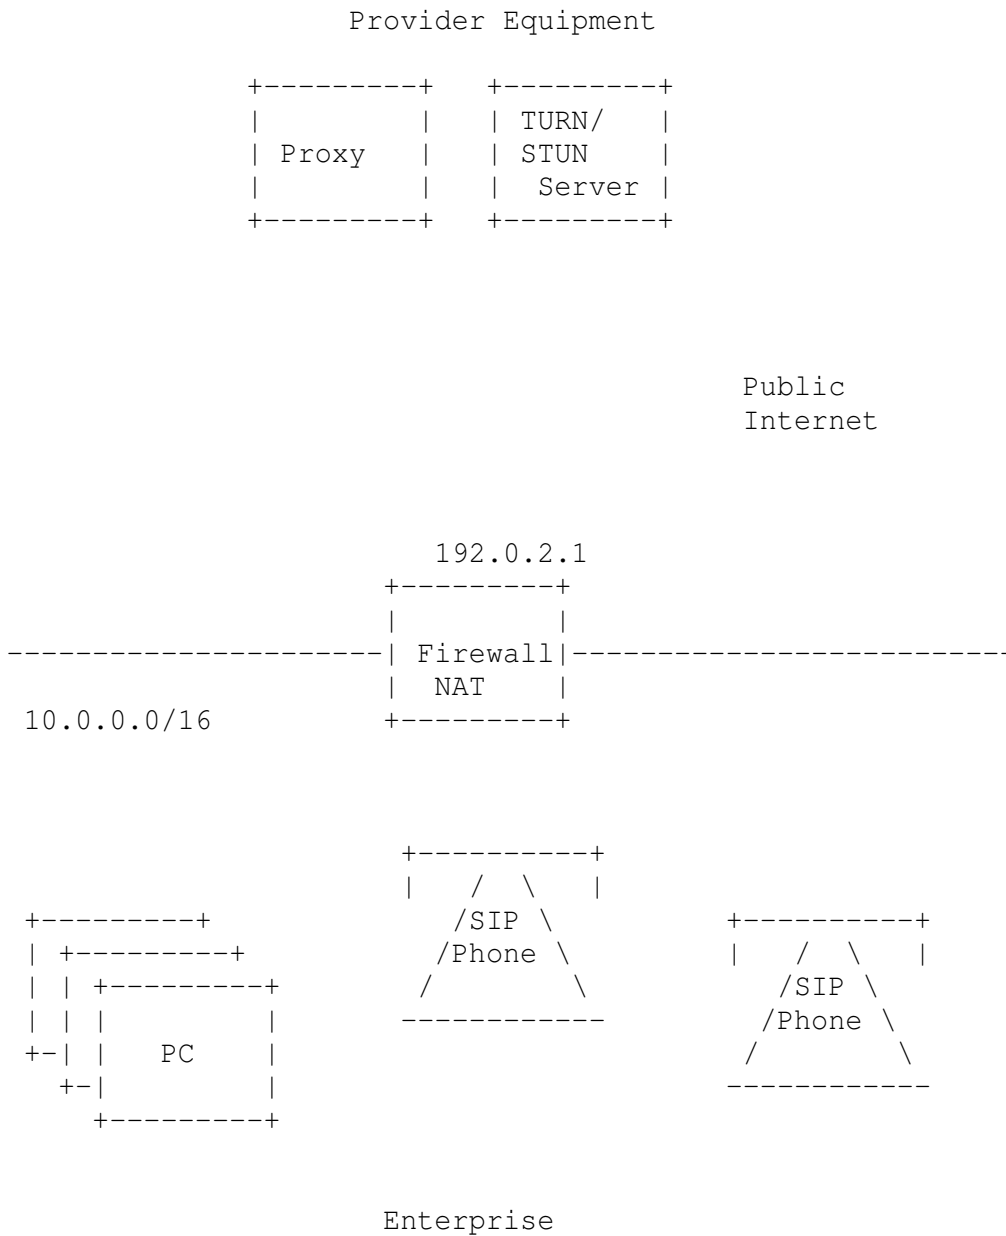 Provider Equipment
TURN/
Proxy STUN
Server
Public
Internet
192.0.2.1
Firewall
NAT
10.0.0.0/16
SIP
Phone
SIP
Phone
PC
Enterprise